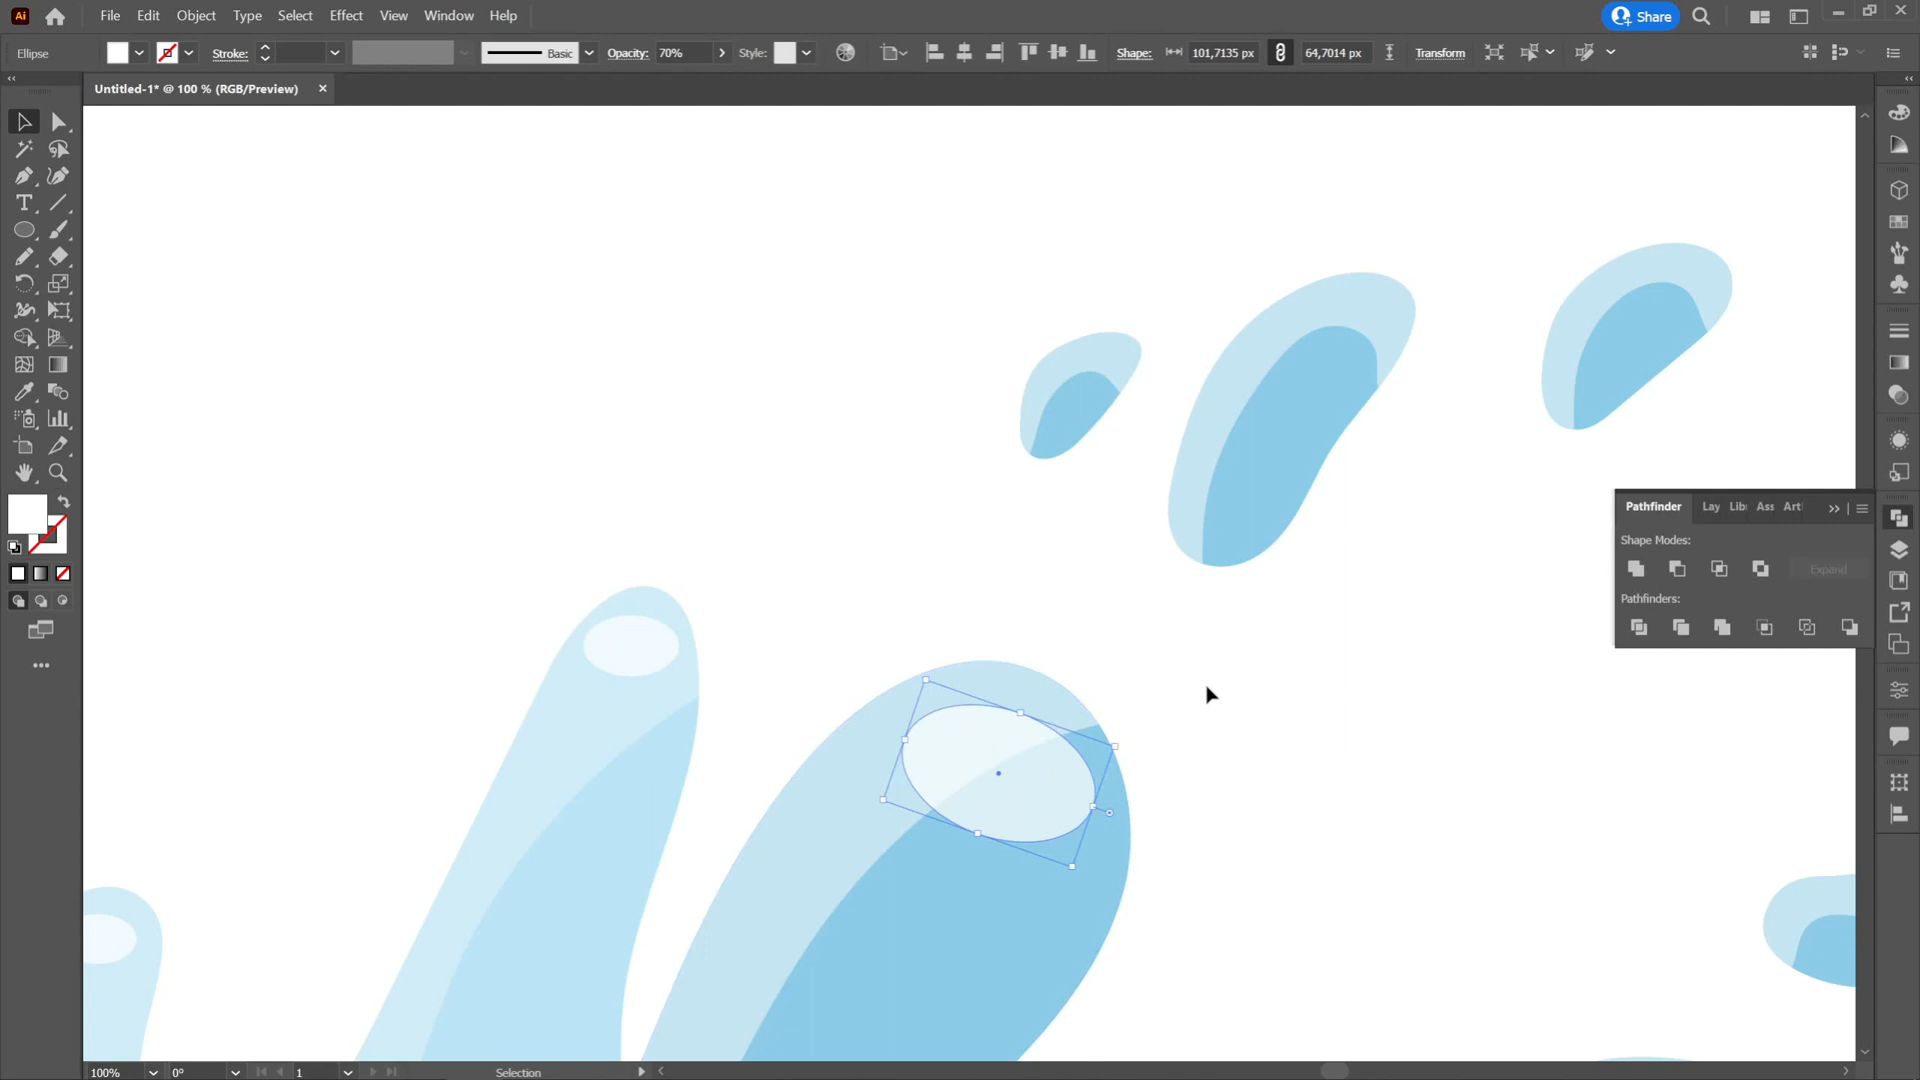 Ai File Edit Object Type Select Effect View Window Help Share
Ellipse Stroke: Basic Opacity: 70% Style: Shape: 101,7135 px 64,7014 px Transform
Untitled-1* @ 100 % (RGB/Preview)
Pathfinder Lay Lib Ass Art
Shape Modes:
Expand
Pathfinders:
100% 0° 1 Selection